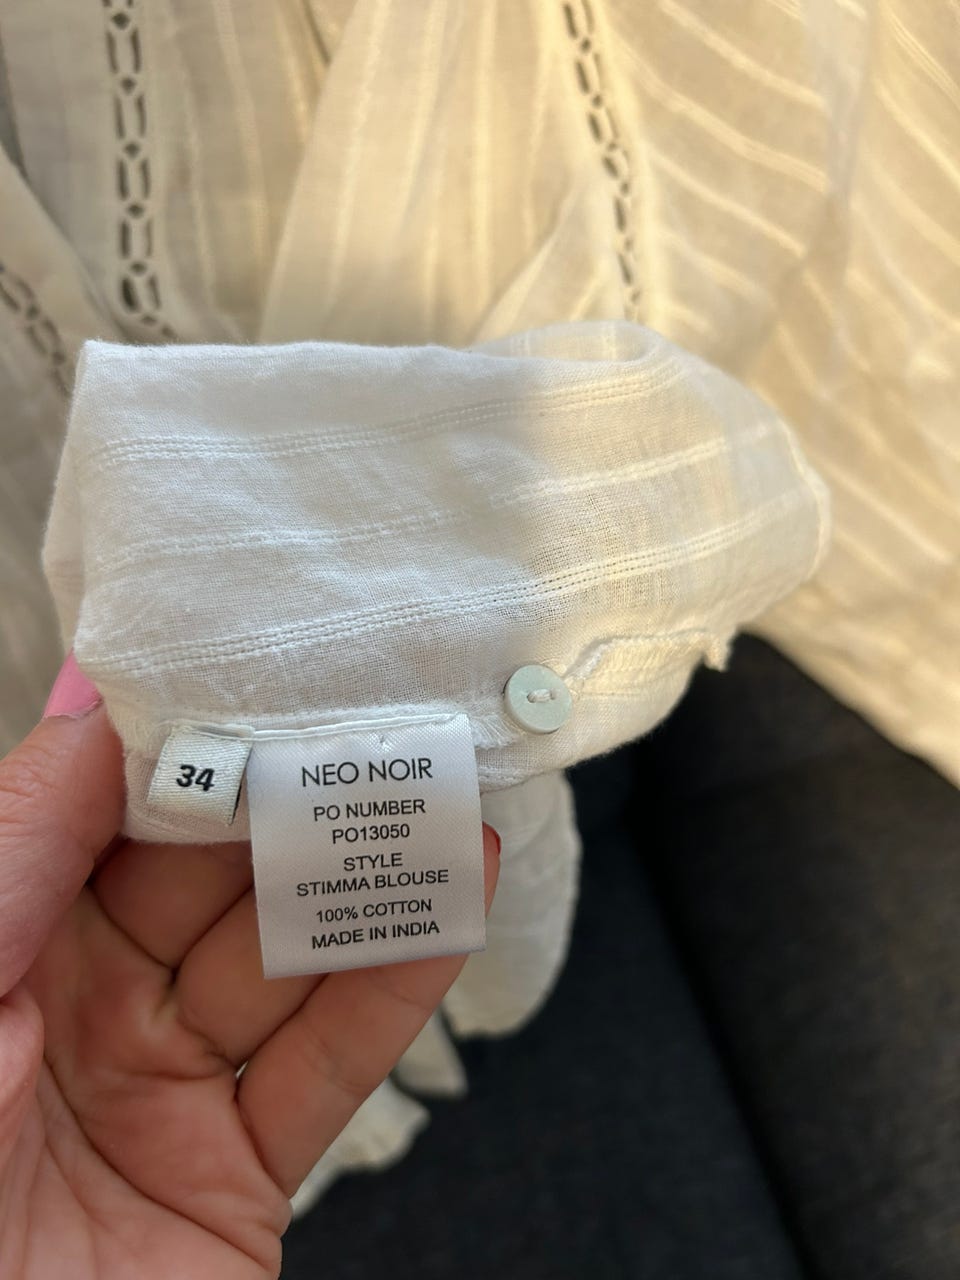 34
NEO NOIR
PO NUMBER
PO13050
STYLE
STIMMA BLOUSE
100% COTTON
MADE IN INDIA